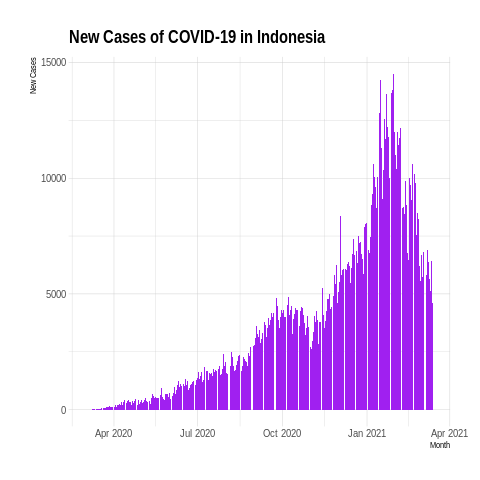 New Cases of COVID-19 in Indonesia
New Cases
15000
10000
5000
0
Apr 2020 Jul 2020 Oct 2020 Jan 2021 Apr 2021
Month